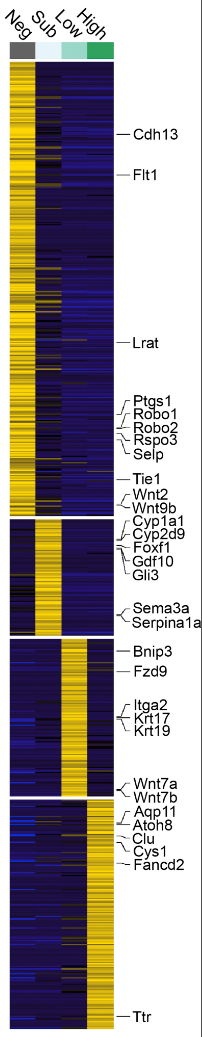 Neg Sub Low High
Cdh13
Flt1
Lrat
Ptgs1
Robo1
Robo2
Rspo3
Selp
Tie1
Wnt2
Wnt9b
Cyp1a1
Cyp2d9
Foxf1
Gdf10
Gli3
Sema3a
Serpina1a
Bnip3
Fzd9
Itga2
Krt17
Krt19
Wnt7a
Wnt7b
Aqp11
Atoh8
Clu
Cys1
Fancd2
Ttr